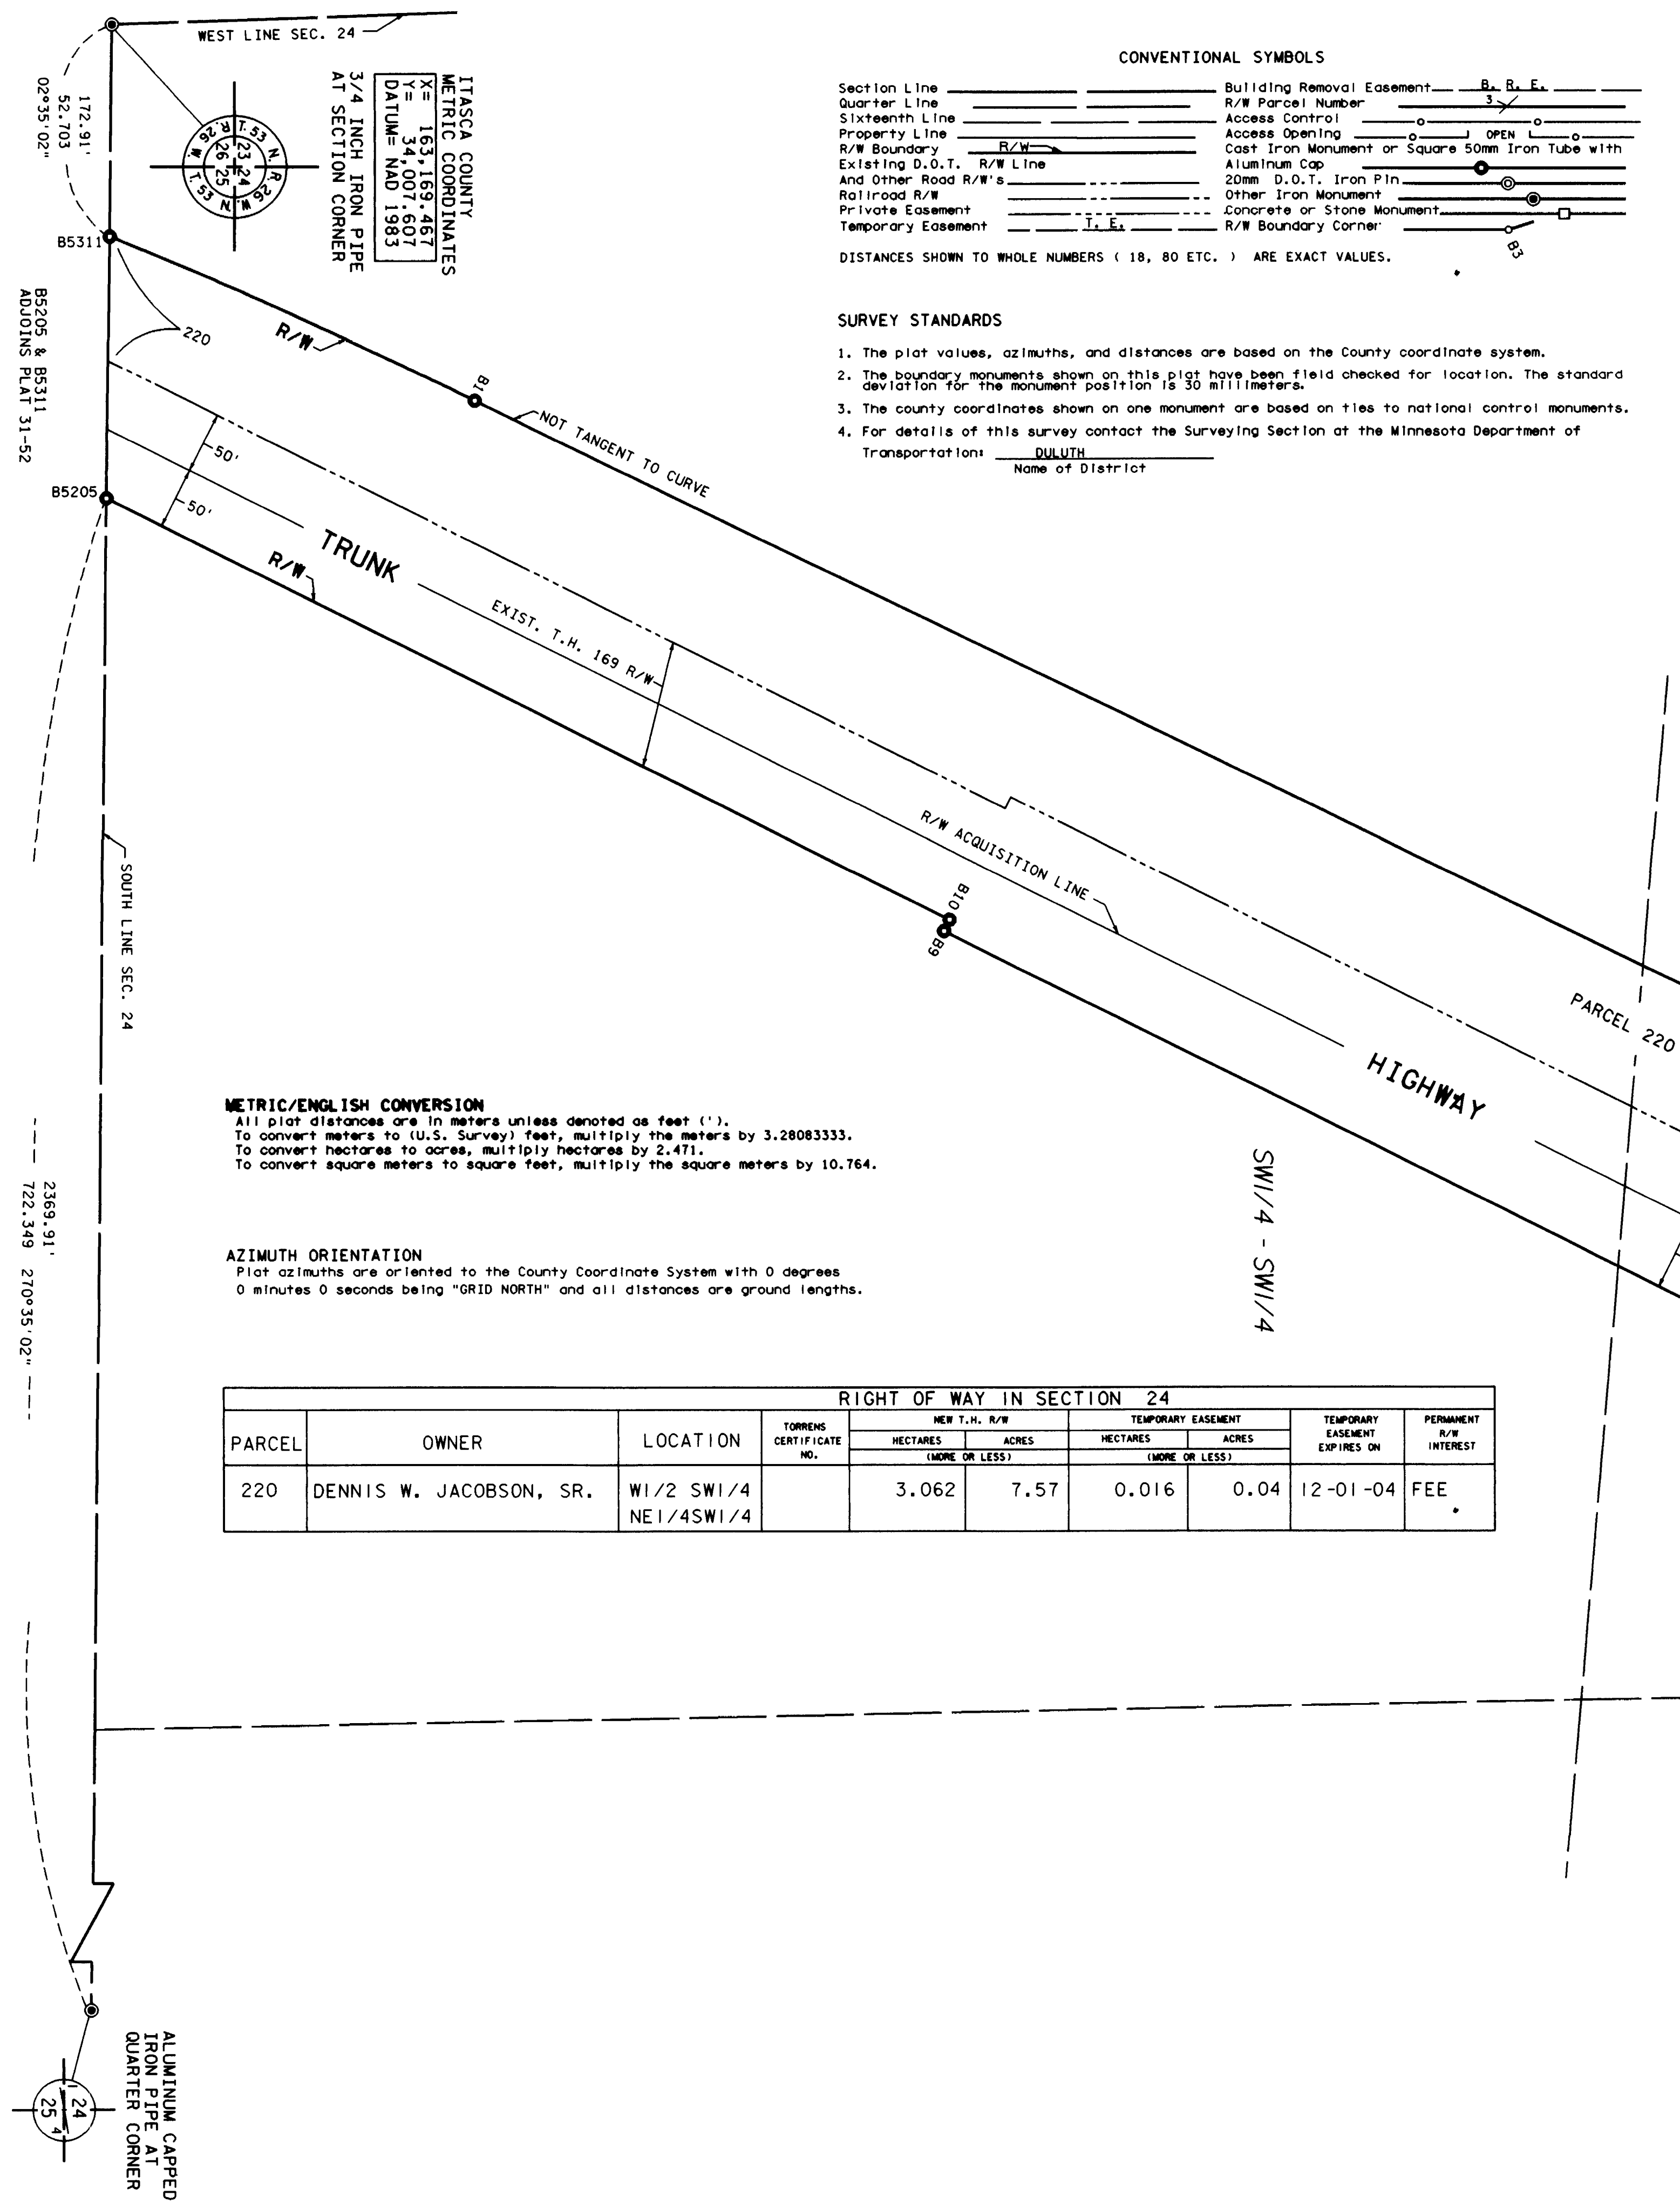 WEST LINE SEC. 24
172.91'
52.703
02°35'02"
T. 53 N. R. 26 W.
T. 53 N. R. 26 W.
23 24
26 25
ITASCA COUNTY
METRIC COORDINATES
X= 163,169.467
Y= 34,007.607
DATUM= NAD 1983
3/4 INCH IRON PIPE
AT SECTION CORNER
CONVENTIONAL SYMBOLS
Section Line
Quarter Line
Sixteenth Line
Property Line
R/W Boundary R/W
Existing D.O.T. R/W Line
And Other Road R/W's
Railroad R/W
Private Easement
Temporary Easement T. E.
Building Removal Easement B. R. E.
R/W Parcel Number 3
Access Control
Access Opening OPEN
Cast Iron Monument or Square 50mm Iron Tube with
Aluminum Cap
20mm D.O.T. Iron Pin
Other Iron Monument
Concrete or Stone Monument
R/W Boundary Corner B3
DISTANCES SHOWN TO WHOLE NUMBERS ( 18, 80 ETC. ) ARE EXACT VALUES.
SURVEY STANDARDS
1. The plat values, azimuths, and distances are based on the County coordinate system.
2. The boundary monuments shown on this plat have been field checked for location. The standard
deviation for the monument position is 30 millimeters.
3. The county coordinates shown on one monument are based on ties to national control monuments.
4. For details of this survey contact the Surveying Section at the Minnesota Department of
Transportation: DULUTH
Name of District
B5311
B5205 & B5311
ADJOINS PLAT 31-52
220
R/W
B1
NOT TANGENT TO CURVE
50'
50'
B5205
TRUNK
R/W
EXIST. T.H. 169 R/W
R/W ACQUISITION LINE
B10
B9
SOUTH LINE SEC. 24
PARCEL 220
HIGHWAY
METRIC/ENGLISH CONVERSION
All plat distances are in meters unless denoted as feet (').
To convert meters to (U.S. Survey) feet, multiply the meters by 3.28083333.
To convert hectares to acres, multiply hectares by 2.471.
To convert square meters to square feet, multiply the square meters by 10.764.
SW1/4 - SW1/4
2369.91'
722.349 270°35'02"
AZIMUTH ORIENTATION
Plat azimuths are oriented to the County Coordinate System with 0 degrees
0 minutes 0 seconds being "GRID NORTH" and all distances are ground lengths.
RIGHT OF WAY IN SECTION 24
PARCEL OWNER LOCATION TORRENS CERTIFICATE NO. NEW T.H. R/W HECTARES ACRES (MORE OR LESS) TEMPORARY EASEMENT HECTARES ACRES (MORE OR LESS) TEMPORARY EASEMENT EXPIRES ON PERMANENT R/W INTEREST
220 DENNIS W. JACOBSON, SR. W1/2 SW1/4 3.062 7.57 0.016 0.04 12-01-04 FEE
NE1/4SW1/4
ALUMINUM CAPPED
IRON PIPE AT
QUARTER CORNER
1 24
25 4